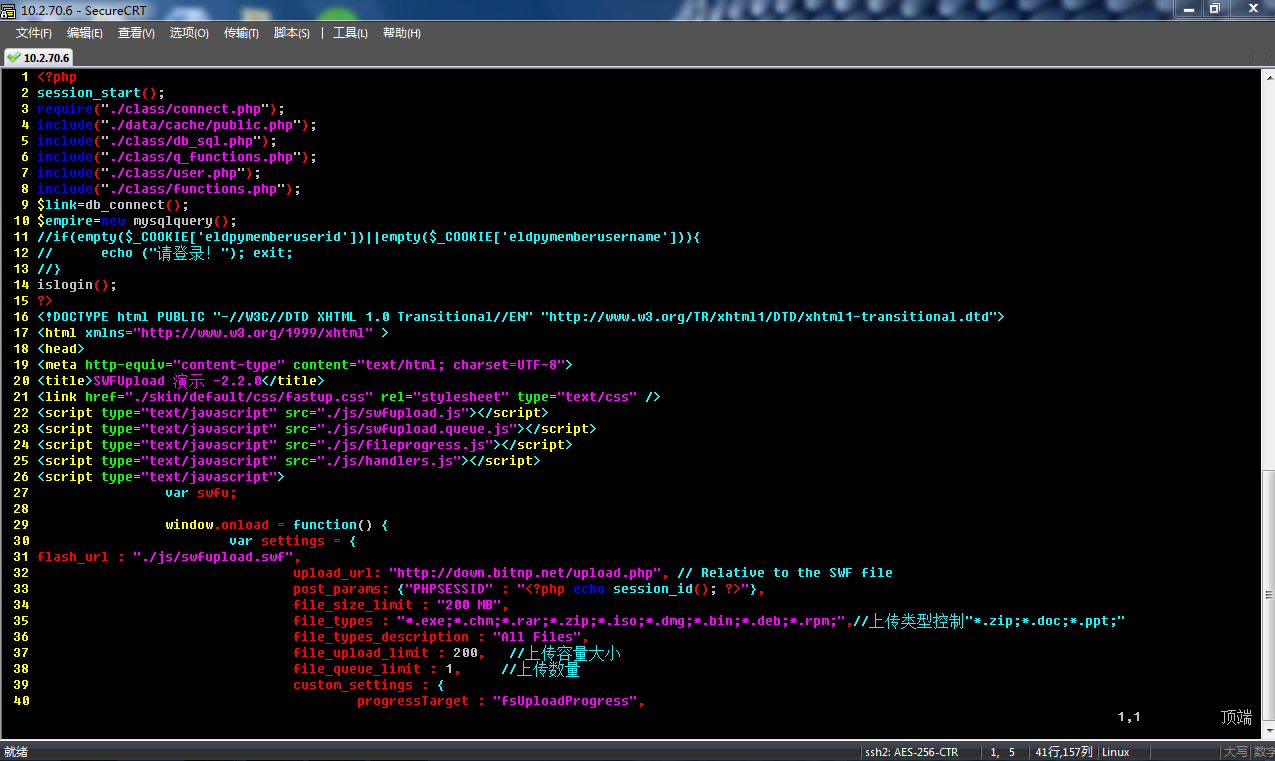 10.2.70.6 - SecureCRT
文件(F) 编辑(E) 查看(V) 选项(O) 传输(T) 脚本(S) | 工具(L) 帮助(H)
10.2.70.6
1 <?php
2 session_start();
3 require("./class/connect.php");
4 include("./data/cache/public.php");
5 include("./class/db_sql.php");
6 include("./class/q_functions.php");
7 include("./class/user.php");
8 include("./class/functions.php");
9 $link=db_connect();
10 $empire=new mysqlquery();
11 //if(empty($_COOKIE['eldpymemberuserid'])||empty($_COOKIE['eldpymemberusername'])){
12 //      echo ("请登录！"); exit;
13 //}
14 islogin();
15 ?>
16 <!DOCTYPE html PUBLIC "-//W3C//DTD XHTML 1.0 Transitional//EN" "http://www.w3.org/TR/xhtml1/DTD/xhtml1-transitional.dtd">
17 <html xmlns="http://www.w3.org/1999/xhtml" >
18 <head>
19 <meta http-equiv="content-type" content="text/html; charset=UTF-8">
20 <title>SWFUpload 演示 -2.2.0</title>
21 <link href="./skin/default/css/fastup.css" rel="stylesheet" type="text/css" />
22 <script type="text/javascript" src="./js/swfupload.js"></script>
23 <script type="text/javascript" src="./js/swfupload.queue.js"></script>
24 <script type="text/javascript" src="./js/fileprogress.js"></script>
25 <script type="text/javascript" src="./js/handlers.js"></script>
26 <script type="text/javascript">
27 var swfu;
28
29 window.onload = function() {
30 var settings = {
31 flash_url : "./js/swfupload.swf",
32 upload_url: "http://down.bitnp.net/upload.php", // Relative to the SWF file
33 post_params: {"PHPSESSID" : "<?php echo session_id(); ?>"},
34 file_size_limit : "200 MB",
35 file_types : "*.exe;*.chm;*.rar;*.zip;*.iso;*.dmg;*.bin;*.deb;*.rpm;",//上传类型控制"*.zip;*.doc;*.ppt;"
36 file_types_description : "All Files",
37 file_upload_limit : 200,   //上传容量大小
38 file_queue_limit : 1,     //上传数量
39 custom_settings : {
40 progressTarget : "fsUploadProgress",
1,1 顶端
就绪 ssh2: AES-256-CTR 1, 5 41行,157列 Linux 大写 数字